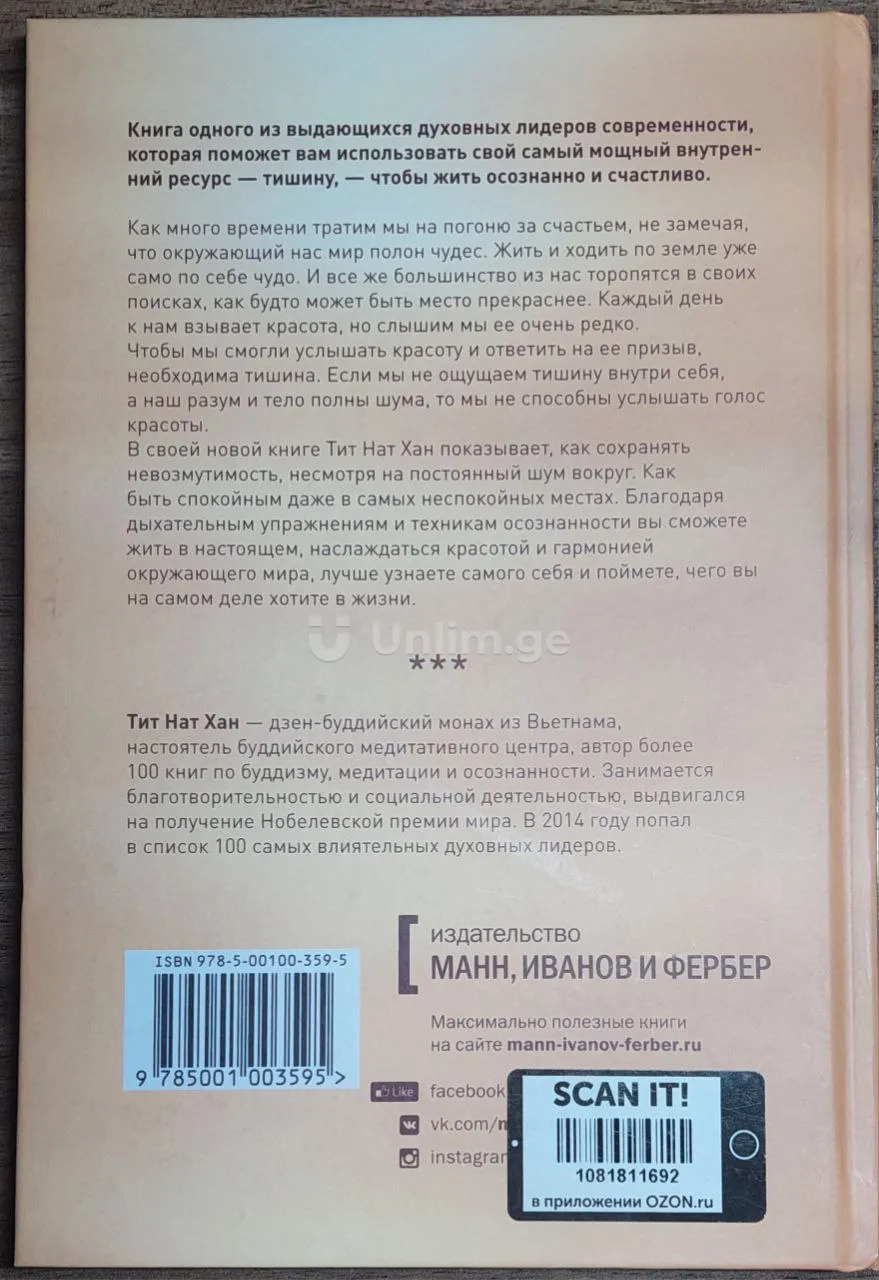 Книга одного из выдающихся духовных лидеров современности,
которая поможет вам использовать свой самый мощный внутрен-
ний ресурс — тишину, — чтобы жить осознанно и счастливо.
Как много времени тратим мы на погоню за счастьем, не замечая,
что окружающий нас мир полон чудес. Жить и ходить по земле уже
само по себе чудо. И все же большинство из нас торопятся в своих
поисках, как будто может быть место прекраснее. Каждый день
к нам взывает красота, но слышим мы ее очень редко.
Чтобы мы смогли услышать красоту и ответить на ее призыв,
необходима тишина. Если мы не ощущаем тишину внутри себя,
а наш разум и тело полны шума, то мы не способны услышать голос
красоты.
В своей новой книге Тит Нат Хан показывает, как сохранять
невозмутимость, несмотря на постоянный шум вокруг. Как
быть спокойным даже в самых неспокойных местах. Благодаря
дыхательным упражнениям и техникам осознанности вы сможете
жить в настоящем, наслаждаться красотой и гармонией
окружающего мира, лучше узнаете самого себя и поймете, чего вы
на самом деле хотите в жизни.
Unlim.ge
***
Тит Нат Хан — дзен-буддийский монах из Вьетнама,
настоятель буддийского медитативного центра, автор более
100 книг по буддизму, медитации и осознанности. Занимается
благотворительностью и социальной деятельностью, выдвигался
на получение Нобелевской премии мира. В 2014 году попал
в список 100 самых влиятельных духовных лидеров.
издательство
МАНН, ИВАНОВ И ФЕРБЕР
ISBN 978-5-00100-359-5
9 785001 003595 >
Максимально полезные книги
на сайте mann-ivanov-ferber.ru
Like facebook
vk.com/
instagram
SCAN IT!
1081811692
в приложении OZON.ru